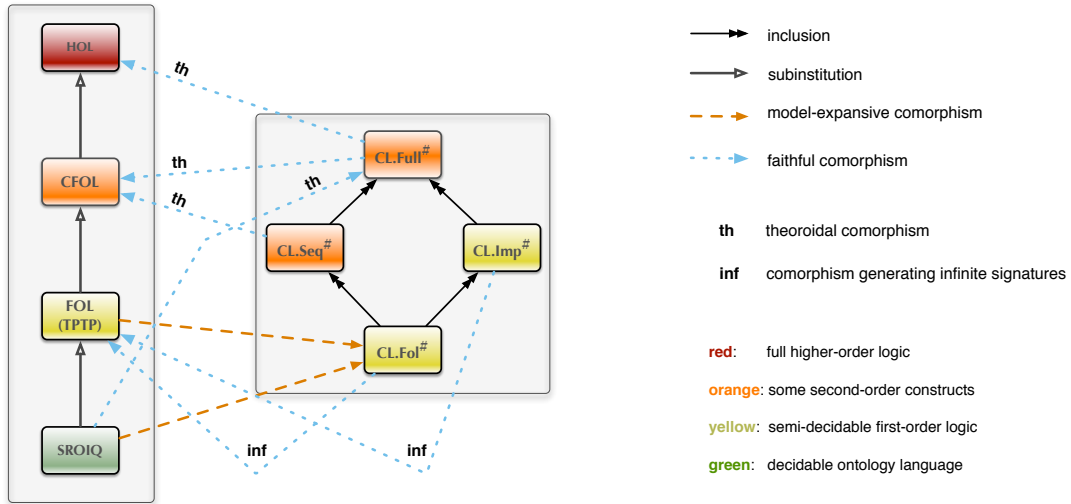 HOL
th
CL.Full#
th
CFOL
th
th
CL.Seq#
CL.Imp#
FOL
(TPTP)
CL.Fol#
SROIQ
inf
inf
inclusion
subinstitution
model-expansive comorphism
faithful comorphism
th theoroidal comorphism
inf comorphism generating infinite signatures
red: full higher-order logic
orange: some second-order constructs
yellow: semi-decidable first-order logic
green: decidable ontology language